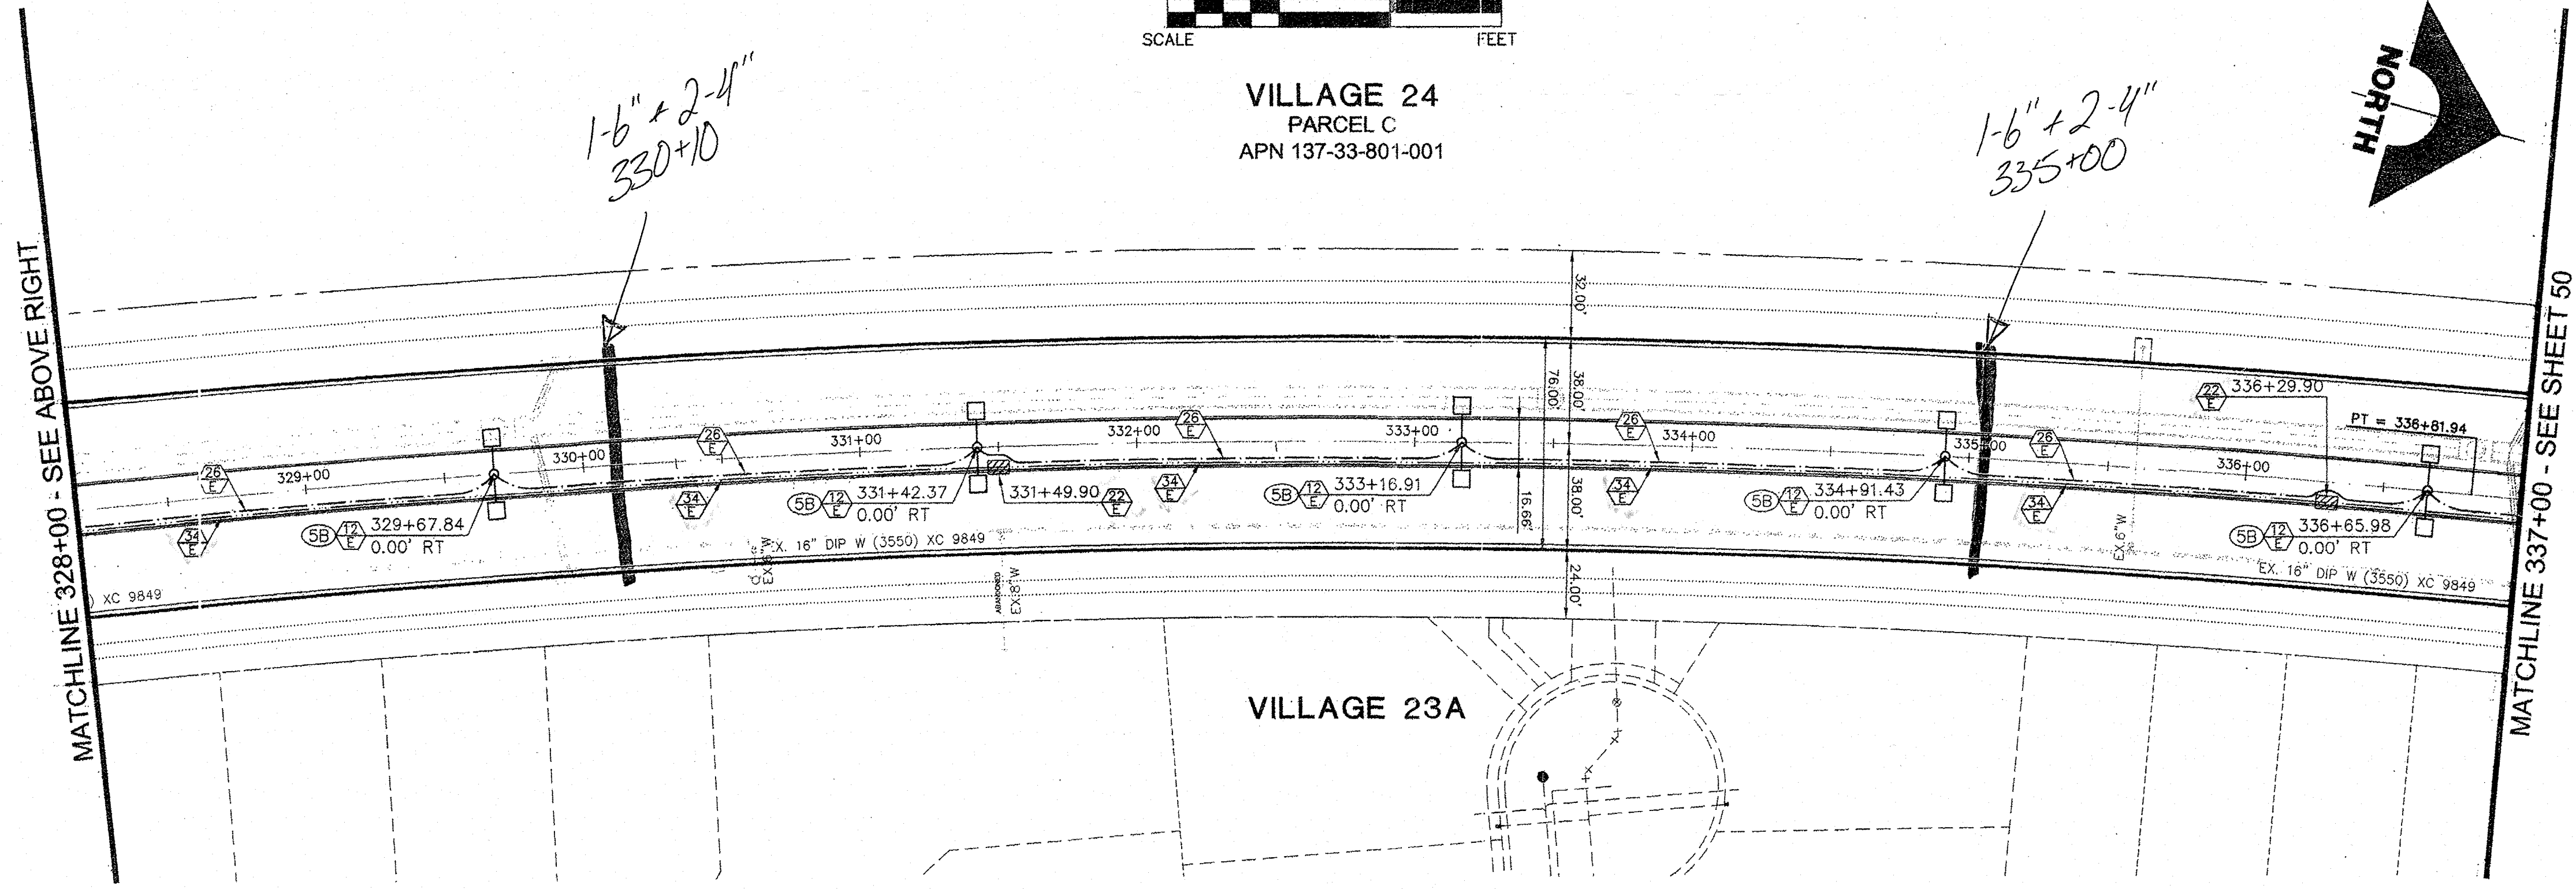 SCALE FEET
VILLAGE 24
PARCEL C
APN 137-33-801-001
1-6" + 2-4"
330+10
1-6" + 2-4"
335+00
NORTH
MATCHLINE 328+00 - SEE ABOVE RIGHT
MATCHLINE 337+00 - SEE SHEET 50
32.00'
76.00'
38.00'
38.00'
16.66'
24.00'
22
E
336+29.90
PT = 336+81.94
26
E
329+00
330+00
26
E
331+00
332+00
26
E
333+00
26
E
334+00
335+00
26
E
336+00
34
E
5B
12
E
329+67.84
0.00' RT
34
E
5B
12
E
331+42.37
0.00' RT
331+49.90
22
E
34
E
5B
12
E
333+16.91
0.00' RT
34
E
5B
12
E
334+91.43
0.00' RT
34
E
5B
12
E
336+65.98
0.00' RT
) XC 9849
EX. 16" DIP W (3550) XC 9849
ABANDONED
EX. 8" W
EX. 6" W
EX. 16" DIP W (3550) XC 9849
VILLAGE 23A